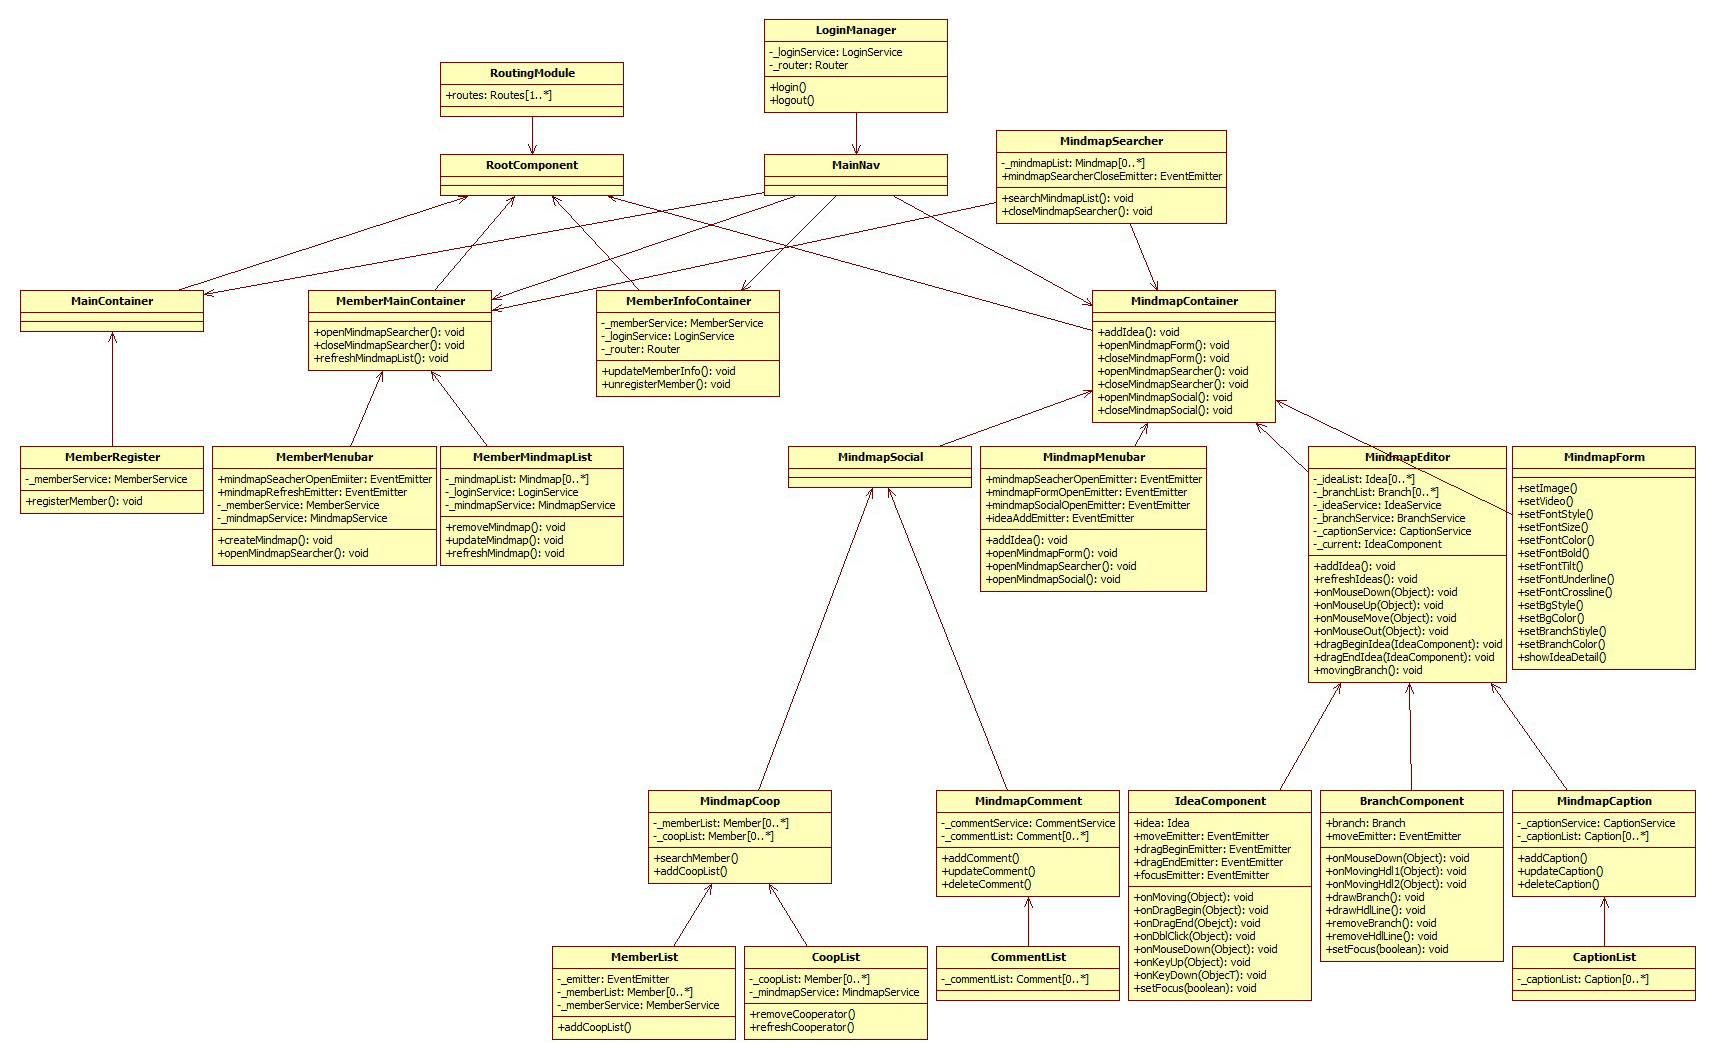 LoginManager
-_loginService: LoginService
-_router: Router
+login()
+logout()
RoutingModule
+routes: Routes[1..*]
MindmapSearcher
-_mindmapList: Mindmap[0..*]
+mindmapSearcherCloseEmitter: EventEmitter
+searchMindmapList(): void
+closeMindmapSearcher(): void
RootComponent
MainNav
MainContainer
MemberMainContainer
+openMindmapSearcher(): void
+closeMindmapSearcher(): void
+refreshMindmapList(): void
MemberInfoContainer
-_memberService: MemberService
-_loginService: LoginService
-_router: Router
+updateMemberInfo(): void
+unregisterMember(): void
MindmapContainer
+addIdea(): void
+openMindmapForm(): void
+closeMindmapForm(): void
+openMindmapSearcher(): void
+closeMindmapSearcher(): void
+openMindmapSocial(): void
+closeMindmapSocial(): void
MemberRegister
-_memberService: MemberService
+registerMember(): void
MemberMenubar
+mindmapSeacherOpenEmiiter: EventEmitter
+mindmapRefreshEmitter: EventEmitter
-_memberService: MemberService
-_mindmapService: MindmapService
+createMindmap(): void
+openMindmapSearcher(): void
MemberMindmapList
-_mindmapList: Mindmap[0..*]
-_loginService: LoginService
-_mindmapService: MindmapService
+removeMindmap(): void
+updateMindmap(): void
+refreshMindmap(): void
MindmapSocial
MindmapMenubar
+mindmapSeacherOpenEmitter: EventEmitter
+mindmapFormOpenEmitter: EventEmitter
+mindmapSocialOpenEmitter: EventEmitter
+ideaAddEmitter: EventEmitter
+addIdea(): void
+openMindmapForm(): void
+openMindmapSearcher(): void
+openMindmapSocial(): void
MindmapEditor
-_ideaList: Idea[0..*]
-_branchList: Branch[0..*]
-_ideaService: IdeaService
-_branchService: BranchService
-_captionService: CaptionService
-_current: IdeaComponent
+addIdea(): void
+refreshIdeas(): void
+onMouseDown(Object): void
+onMouseUp(Object): void
+onMouseMove(Object): void
+onMouseOut(Object): void
+dragBeginIdea(IdeaComponent): void
+dragEndIdea(IdeaComponent): void
+movingBranch(): void
MindmapForm
+setImage()
+setVideo()
+setFontStyle()
+setFontSize()
+setFontColor()
+setFontBold()
+setFontTilt()
+setFontUnderline()
+setFontCrossline()
+setBgStyle()
+setBgColor()
+setBranchStiyle()
+setBranchColor()
+showIdeaDetail()
MindmapCoop
-_memberList: Member[0..*]
-_coopList: Member[0..*]
+searchMember()
+addCoopList()
MindmapComment
-_commentService: CommentService
-_commentList: Comment[0..*]
+addComment()
+updateComment()
+deleteComment()
IdeaComponent
+idea: Idea
+moveEmitter: EventEmitter
+dragBeginEmitter: EventEmitter
+dragEndEmitter: EventEmitter
+focusEmitter: EventEmitter
+onMoving(Object): void
+onDragBegin(Object): void
+onDragEnd(Obejct): void
+onDblClick(Object): void
+onMouseDown(Object): void
+onKeyUp(Object): void
+onKeyDown(ObjecT): void
+setFocus(boolean): void
BranchComponent
+branch: Branch
+moveEmitter: EventEmitter
+onMouseDown(Object): void
+onMovingHdl1(Object): void
+onMovingHdl2(Object): void
+drawBranch(): void
+drawHdlLine(): void
+removeBranch(): void
+removeHdlLine(): void
+setFocus(boolean): void
MindmapCaption
-_captionService: CaptionService
-_captionList: Caption[0..*]
+addCaption()
+updateCaption()
+deleteCaption()
MemberList
-_emitter: EventEmitter
-_memberList: Member[0..*]
-_memberService: MemberService
+addCoopList()
CoopList
-_coopList: Member[0..*]
-_mindmapService: MindmapService
+removeCooperator()
+refreshCooperator()
CommentList
-_commentList: Comment[0..*]
CaptionList
-_captionList: Caption[0..*]